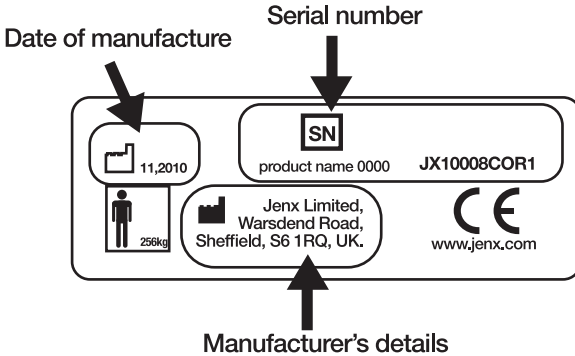 Serial number
Date of manufacture
SN
11,2010
product name 0000 JX10008COR1
256kg
Jenx Limited,
Warsdend Road,
Sheffield, S6 1RQ, UK.
CE
www.jenx.com
Manufacturer's details